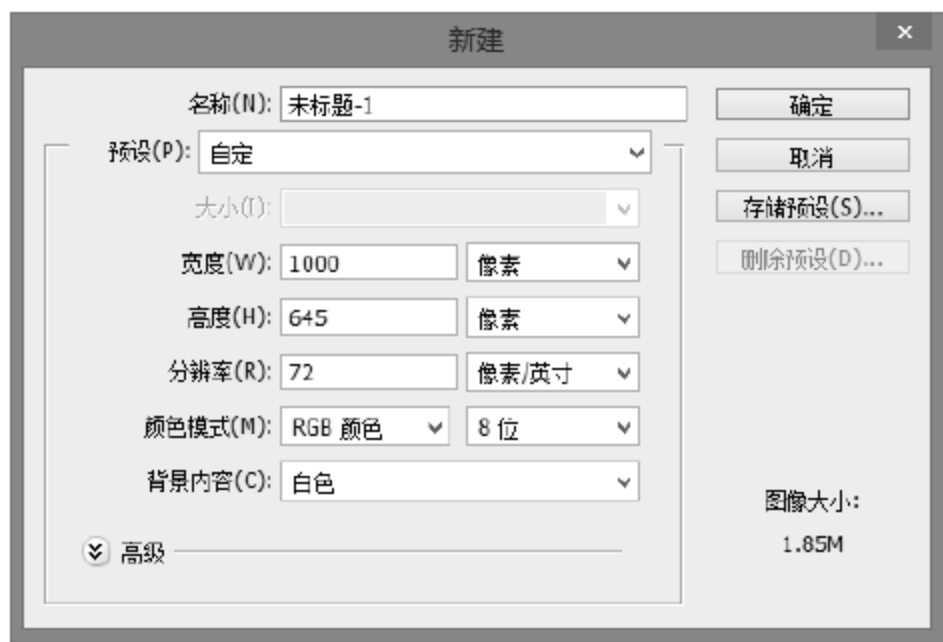 新建
名称(N): 未标题-1 确定
预设(P): 自定 取消
大小(I): 存储预设(S)...
宽度(W): 1000 像素 删除预设(D)...
高度(H): 645 像素
分辨率(R): 72 像素/英寸
颜色模式(M): RGB 颜色 8 位
背景内容(C): 白色
图像大小:
高级 1.85M